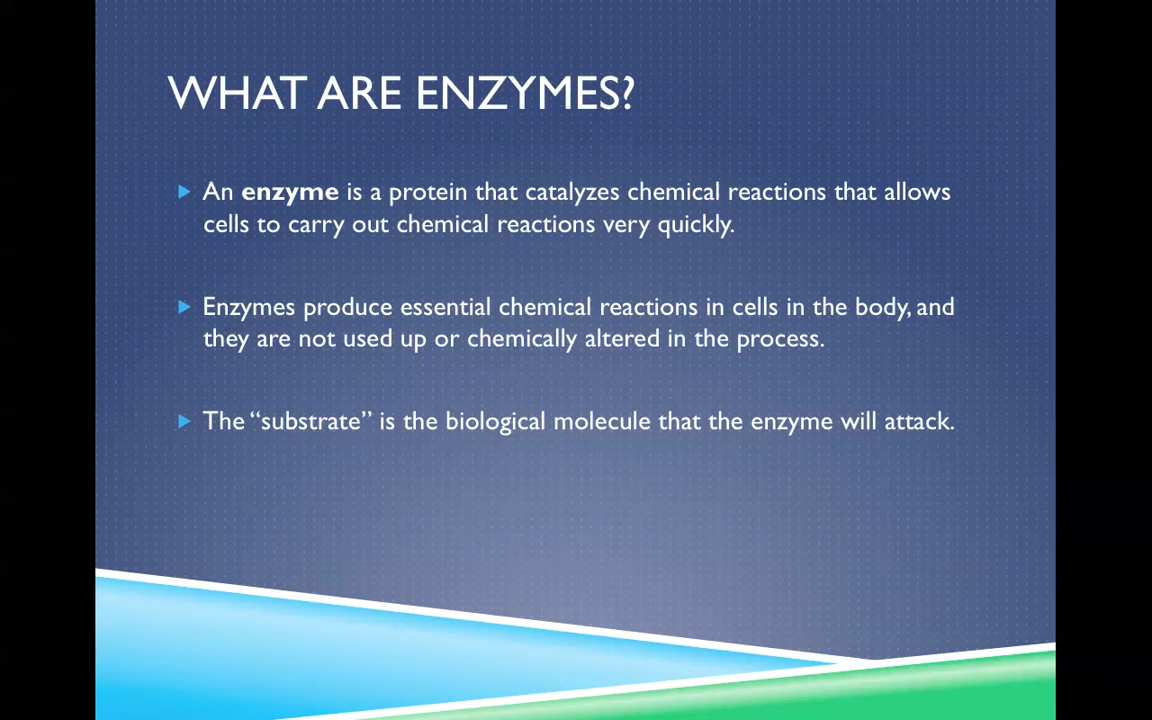 WHAT ARE ENZYMES?
An enzyme is a protein that catalyzes chemical reactions that allows
cells to carry out chemical reactions very quickly.
Enzymes produce essential chemical reactions in cells in the body, and
they are not used up or chemically altered in the process.
The “substrate” is the biological molecule that the enzyme will attack.